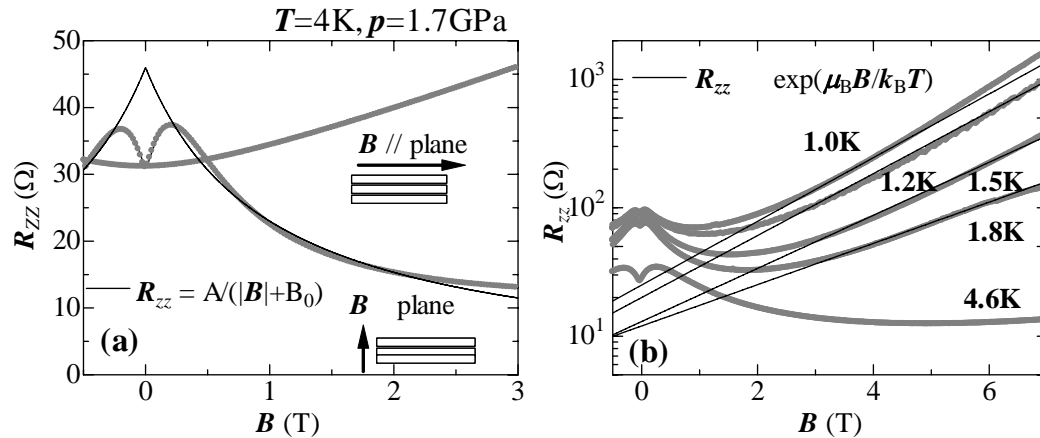 T=4K, p=1.7GPa
50
40
30
20
10
0
R_ZZ (Ω)
B // plane
R_zz = A/(|B|+B_0)
B plane
(a)
0 1 2 3
B (T)
10^3
10^2
10^1
R_zz (Ω)
R_zz exp(μ_B B/k_B T)
1.0K
1.2K
1.5K
1.8K
4.6K
(b)
0 2 4 6
B (T)